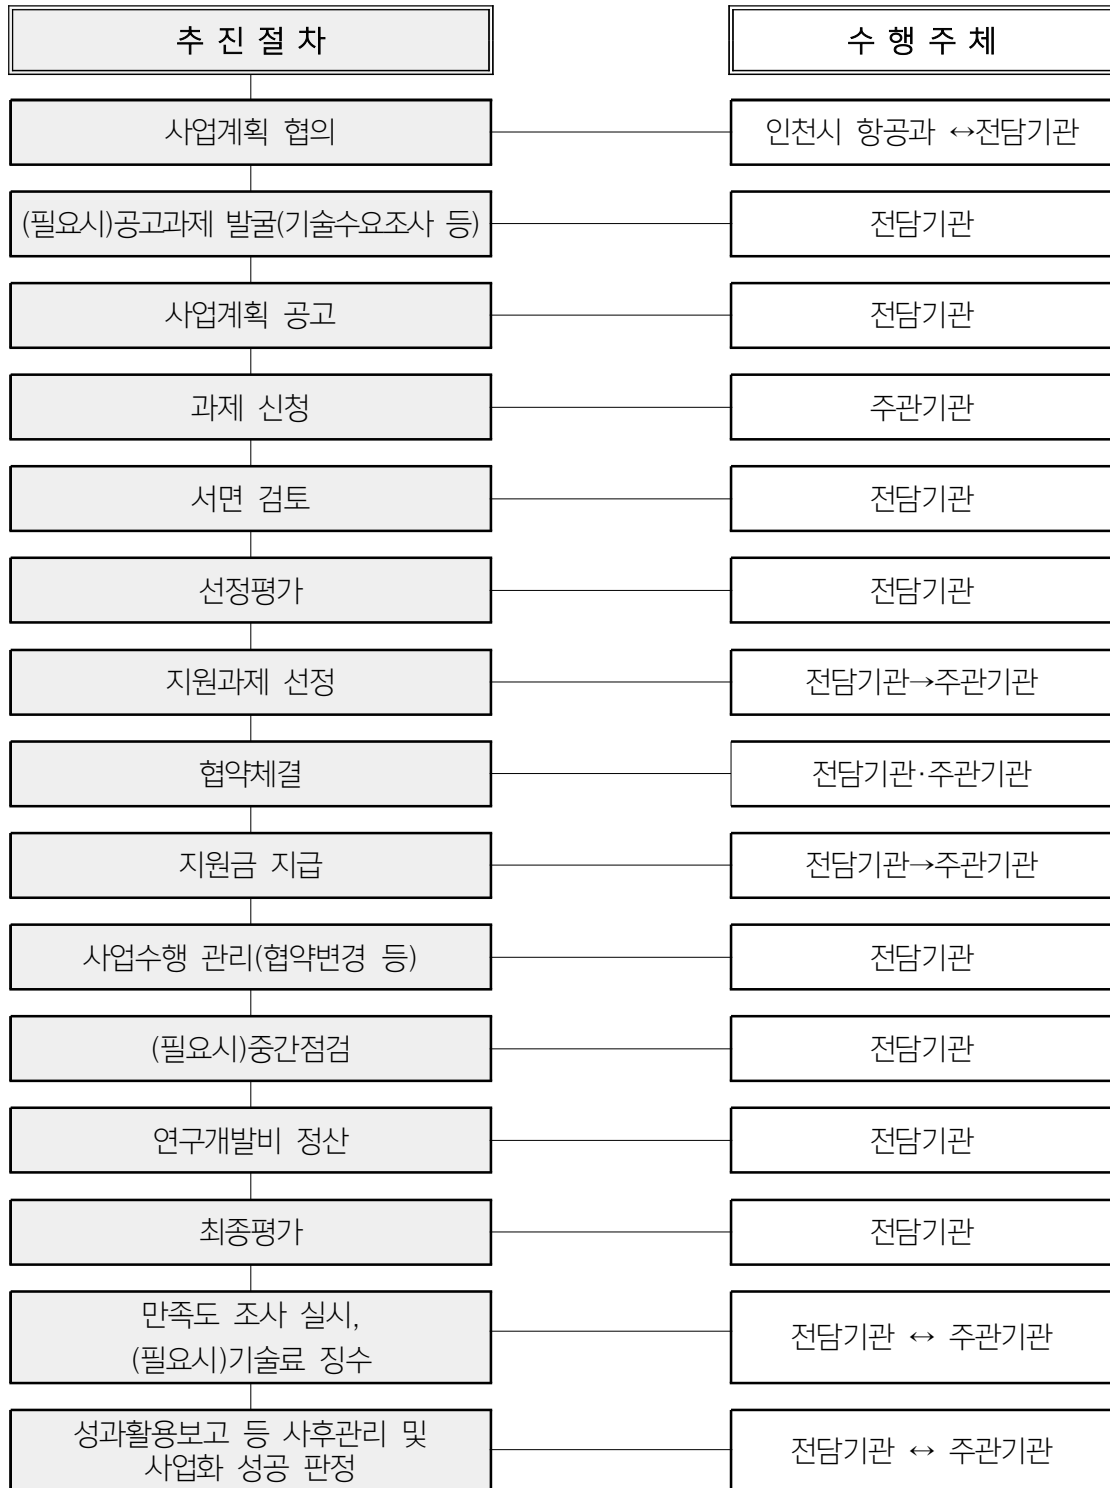 추 진 절 차
수 행 주 체
사업계획 협의
인천시 항공과 ↔전담기관
(필요시)공고과제 발굴(기술수요조사 등)
전담기관
사업계획 공고
전담기관
과제 신청
주관기관
서면 검토
전담기관
선정평가
전담기관
지원과제 선정
전담기관→주관기관
협약체결
전담기관·주관기관
지원금 지급
전담기관→주관기관
사업수행 관리(협약변경 등)
전담기관
(필요시)중간점검
전담기관
연구개발비 정산
전담기관
최종평가
전담기관
만족도 조사 실시,
(필요시)기술료 징수
전담기관 ↔ 주관기관
성과활용보고 등 사후관리 및
사업화 성공 판정
전담기관 ↔ 주관기관